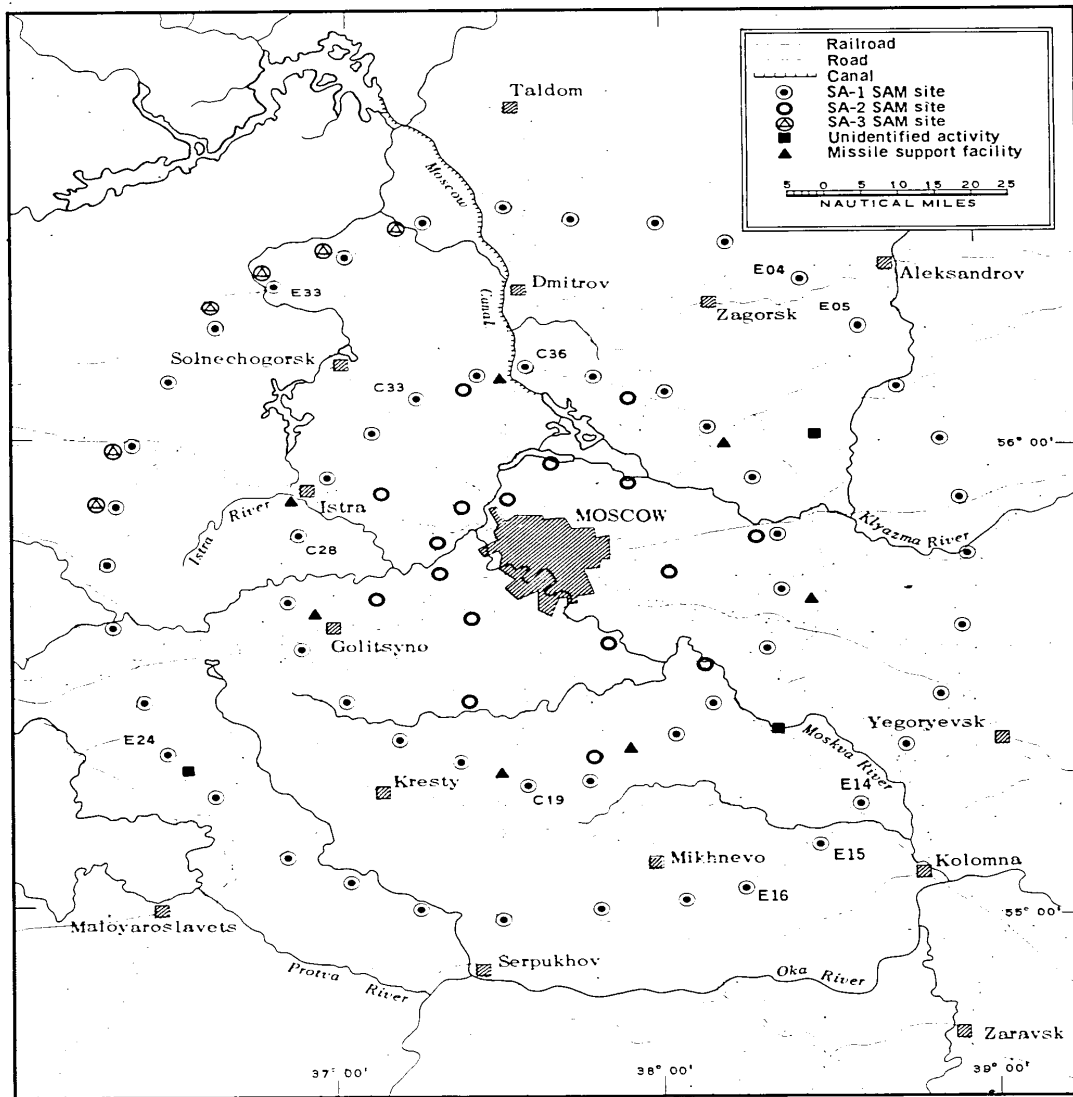 Railroad
Road
Canal
SA-1 SAM site
SA-2 SAM site
SA-3 SAM site
Unidentified activity
Missile support facility
5 0 5 10 15 20 25
NAUTICAL MILES
Taldom
Moscow
Canal
E04
Aleksandrov
E33
Dmitrov
Zagorsk
E05
Solnechogorsk
C36
C33
56° 00'
Istra
Istra River
MOSCOW
Klyazma River
C28
Golitsyno
E24
Yegoryevsk
Moskva River
Kresty
C19
E14
Mikhnevo
E15
Kolomna
E16
Maloyaroslavets
55° 00'
Serpukhov
Protva River
Oka River
Zaravsk
37° 00'
38° 00'
39° 00'